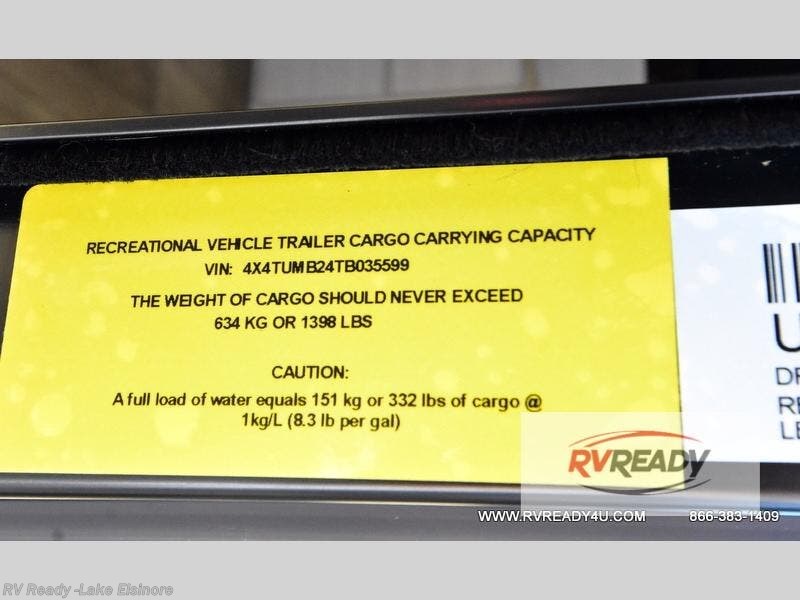 RECREATIONAL VEHICLE TRAILER CARGO CARRYING CAPACITY
VIN: 4X4TUMB24TB035599
THE WEIGHT OF CARGO SHOULD NEVER EXCEED
634 KG OR 1398 LBS
CAUTION:
A full load of water equals 151 kg or 332 lbs of cargo @
1kg/L (8.3 lb per gal)
RVREADY
WWW.RVREADY4U.COM 866-383-1409
RV Ready -Lake Elsinore